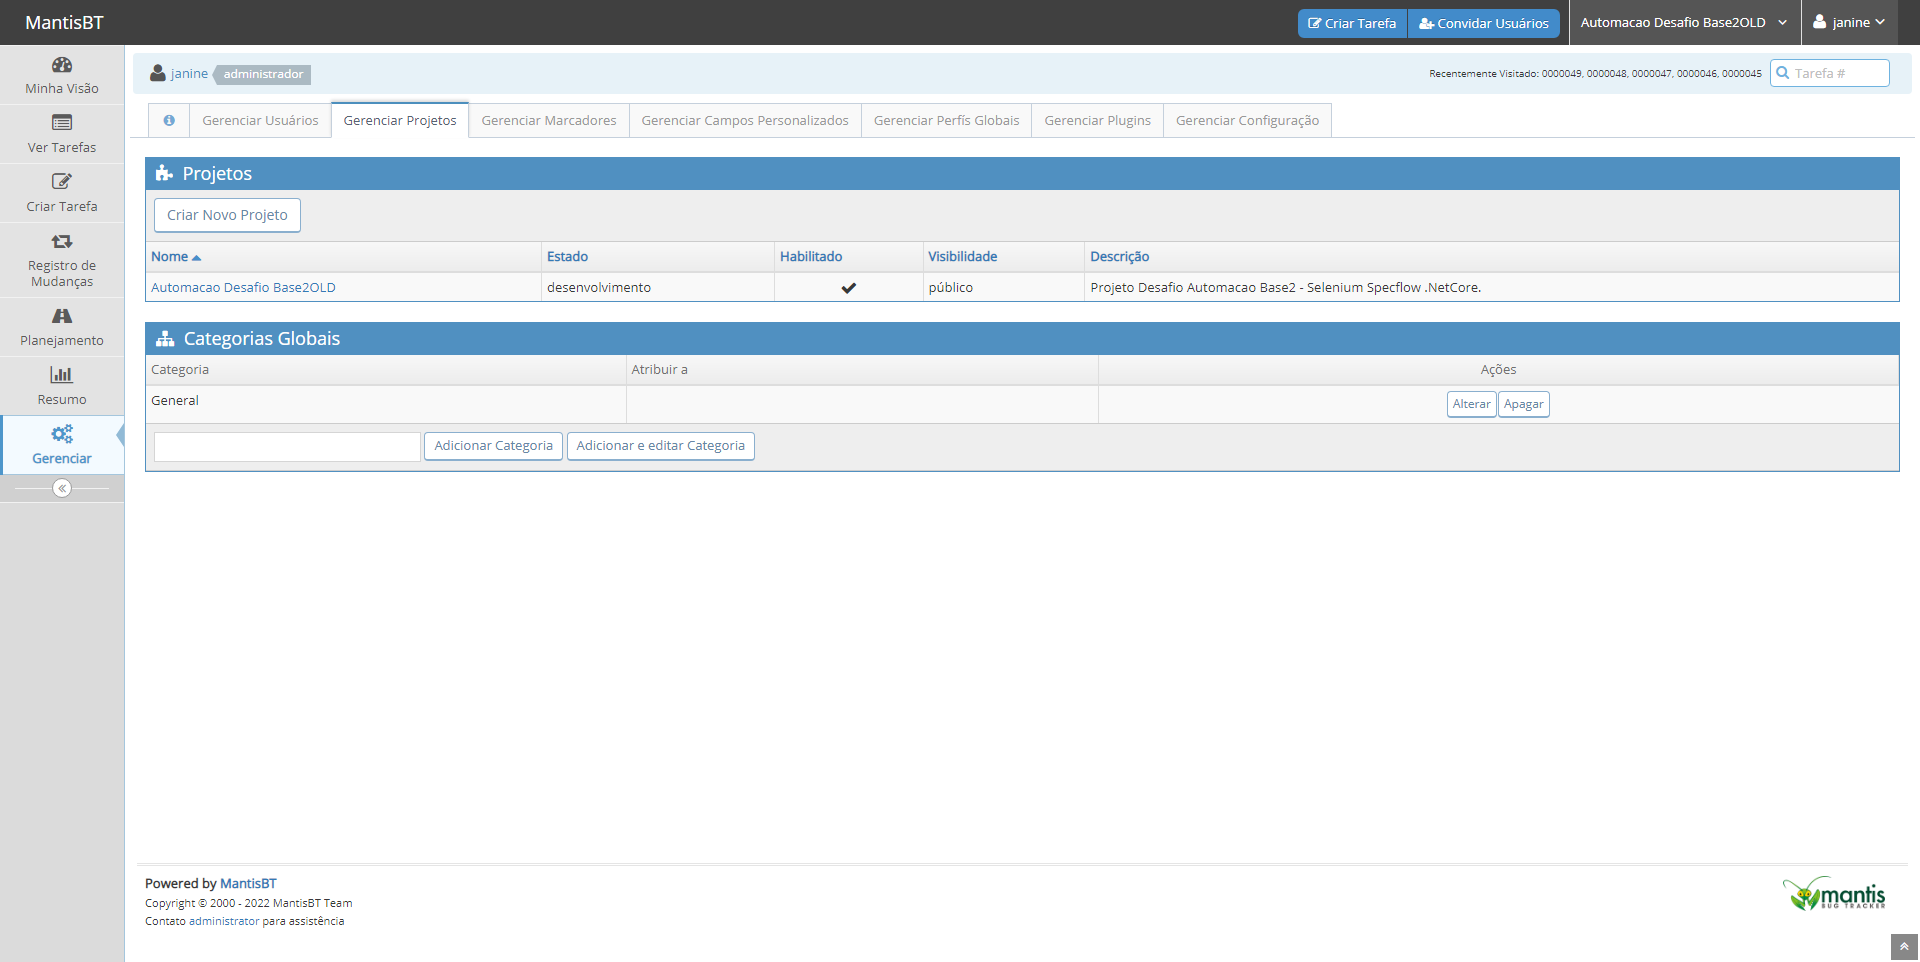 MantisBT
Criar Tarefa
Convidar Usuários
Automacao Desafio Base2OLD
janine
Minha Visão
Ver Tarefas
Criar Tarefa
Registro de
Mudanças
Planejamento
Resumo
Gerenciar
janine
administrador
Recentemente Visitado: 0000049, 0000048, 0000047, 0000046, 0000045
Tarefa #
Gerenciar Usuários
Gerenciar Projetos
Gerenciar Marcadores
Gerenciar Campos Personalizados
Gerenciar Perfís Globais
Gerenciar Plugins
Gerenciar Configuração
Projetos
Criar Novo Projeto
Nome Estado Habilitado Visibilidade Descrição
Automacao Desafio Base2OLD desenvolvimento público Projeto Desafio Automacao Base2 - Selenium Specflow .NetCore.
Categorias Globais
Categoria Atribuir a Ações
General Alterar Apagar
Adicionar Categoria Adicionar e editar Categoria
Powered by MantisBT
Copyright © 2000 - 2022 MantisBT Team
Contato administrator para assistência
mantis
BUG TRACKER